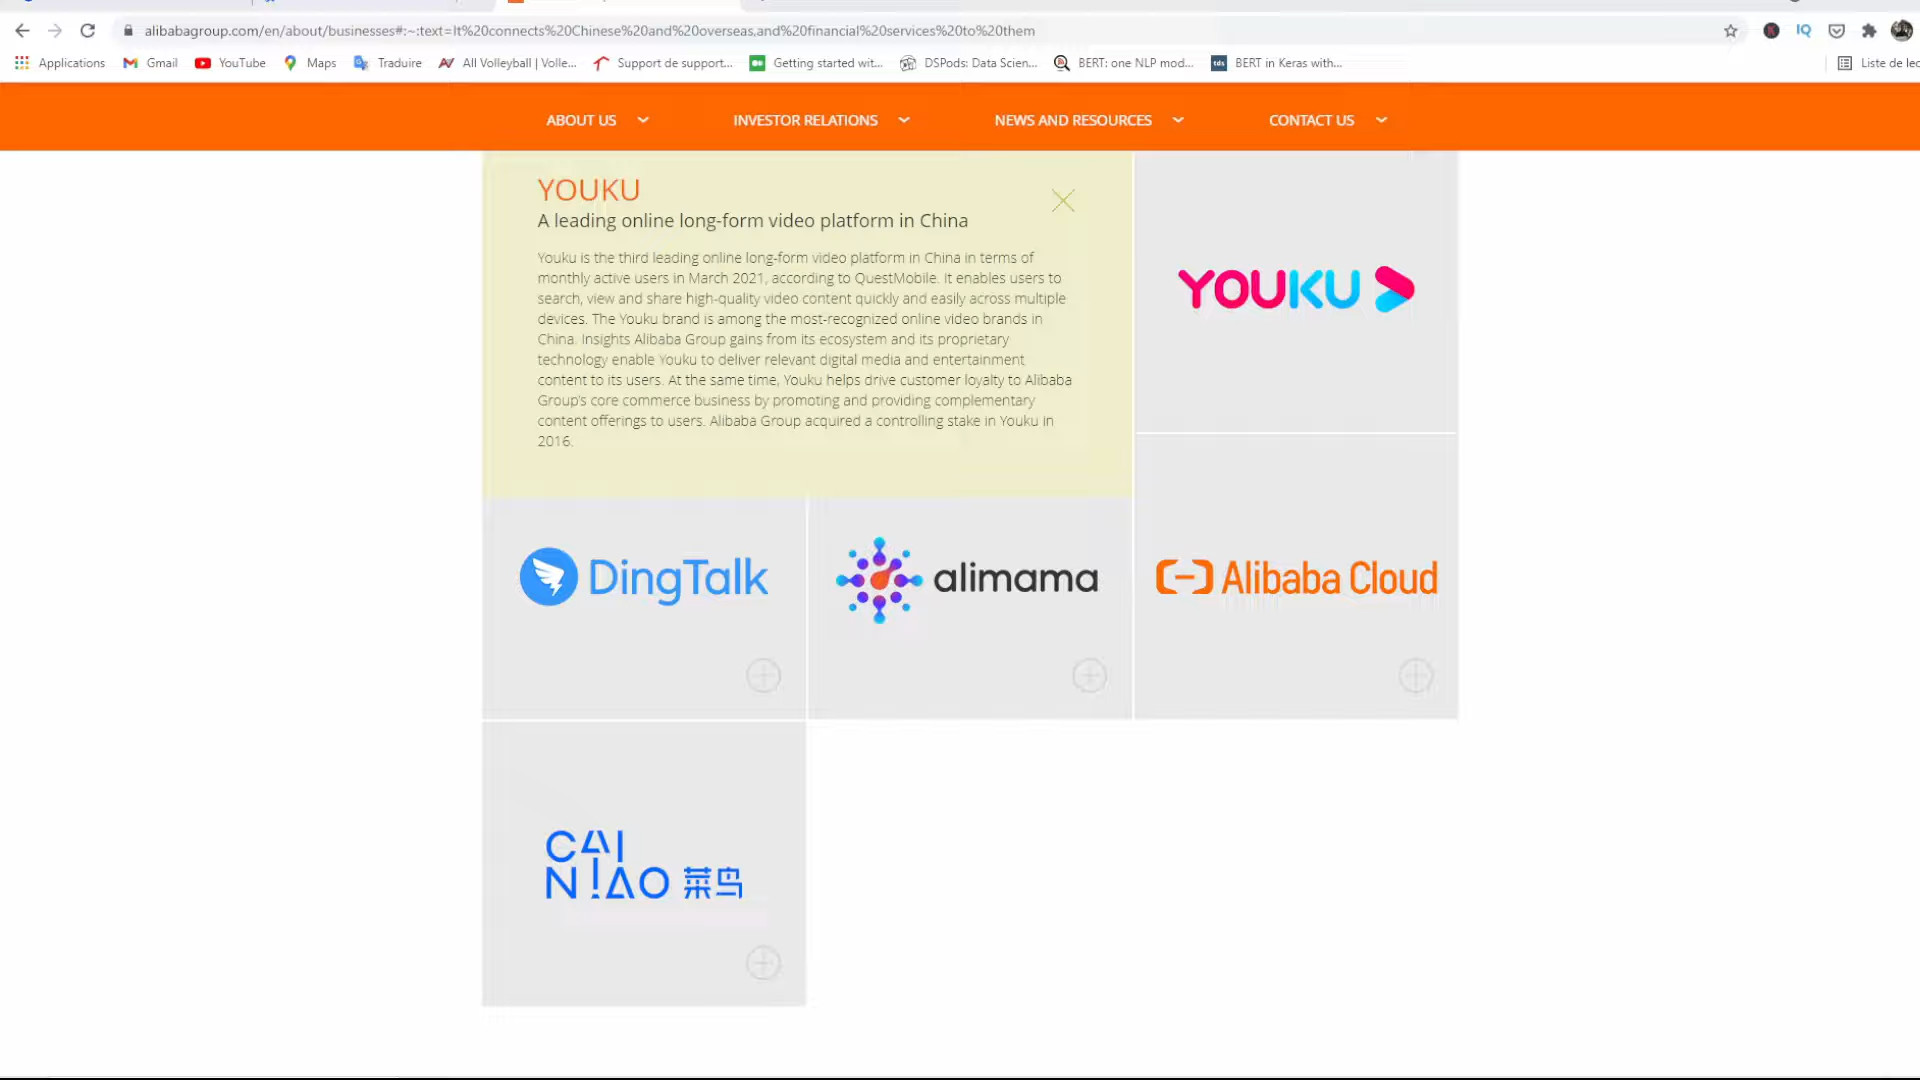 alibabagroup.com/en/about/businesses#:~:text=It%20connects%20Chinese%20and%20overseas,and%20financial%20services%20to%20them
IQ
Applications Gmail YouTube Maps Traduire All Volleyball | Volle... Support de support... Getting started wit... DSPods: Data Scien... BERT: one NLP mod... tds BERT in Keras with... Liste de lec
ABOUT US INVESTOR RELATIONS NEWS AND RESOURCES CONTACT US
YOUKU
A leading online long-form video platform in China
Youku is the third leading online long-form video platform in China in terms of
monthly active users in March 2021, according to QuestMobile. It enables users to
search, view and share high-quality video content quickly and easily across multiple
devices. The Youku brand is among the most-recognized online video brands in
China. Insights Alibaba Group gains from its ecosystem and its proprietary
technology enable Youku to deliver relevant digital media and entertainment
content to its users. At the same time, Youku helps drive customer loyalty to Alibaba
Group's core commerce business by promoting and providing complementary
content offerings to users. Alibaba Group acquired a controlling stake in Youku in
2016.
YOUKU
DingTalk
alimama
Alibaba Cloud
CAI
NIAO 菜鸟